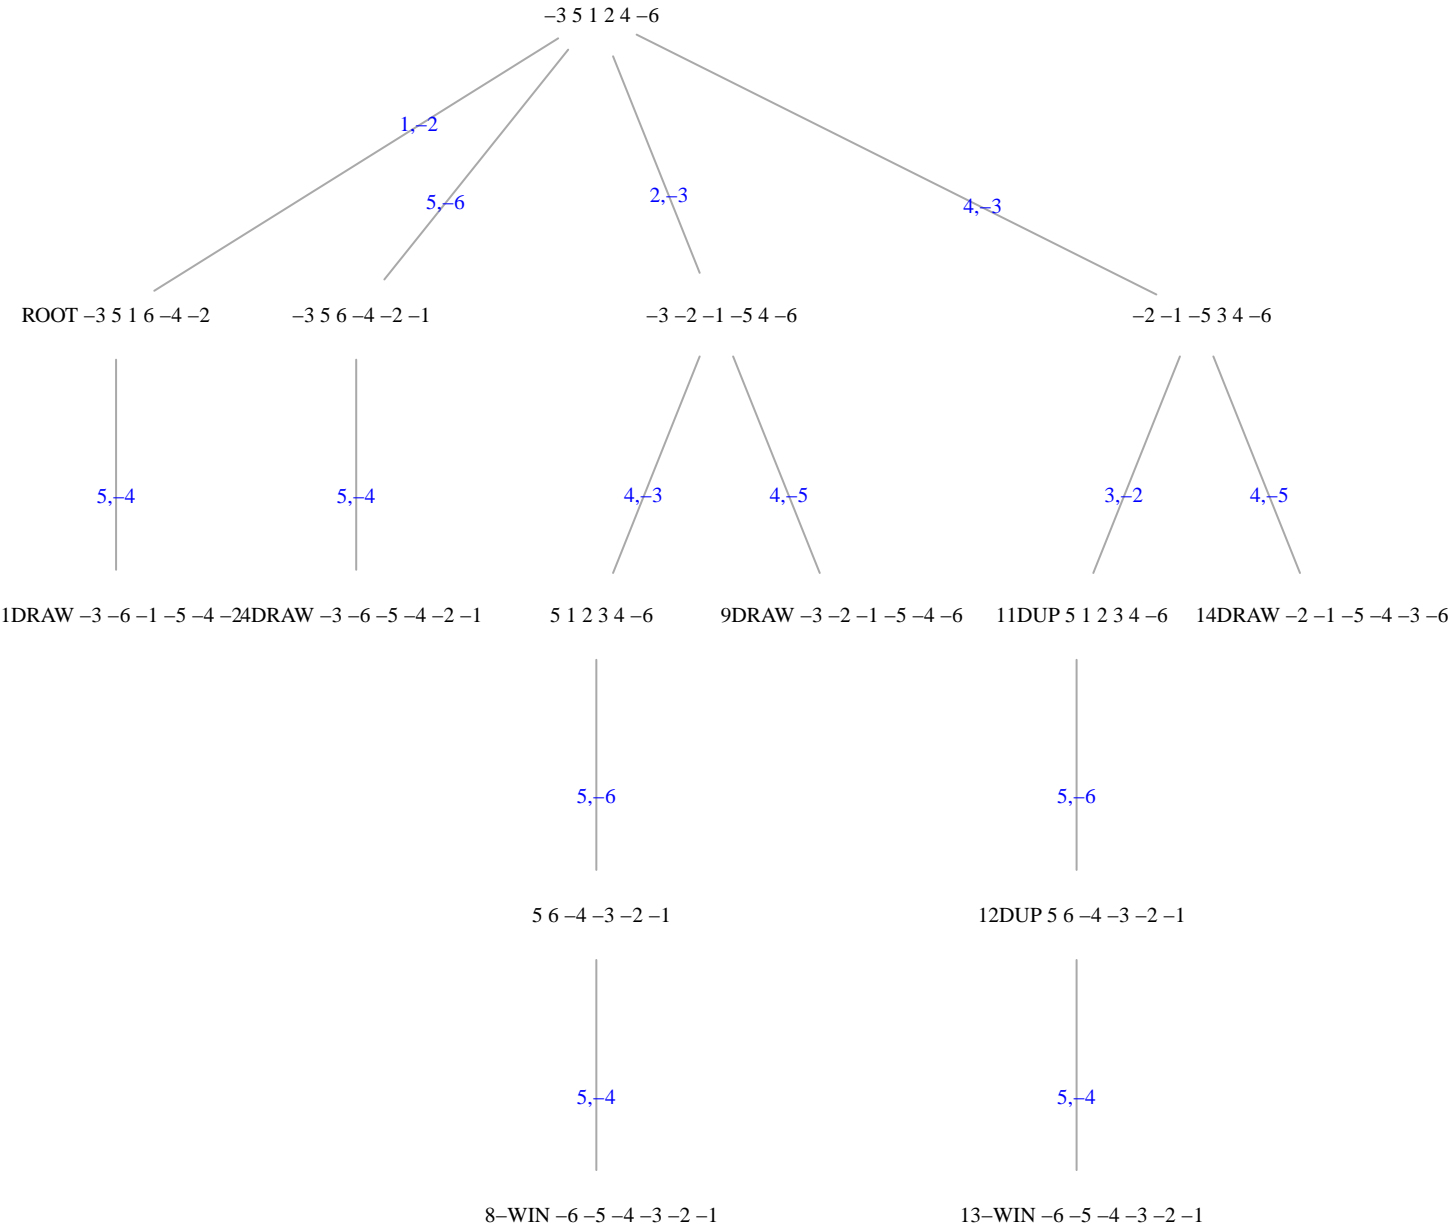 –3 5 1 2 4 –6
1,–2
5,–6
2,–3
4,–3
ROOT –3 5 1 6 –4 –2
–3 5 6 –4 –2 –1
–3 –2 –1 –5 4 –6
–2 –1 –5 3 4 –6
5,–4
5,–4
4,–3
4,–5
3,–2
4,–5
1DRAW –3 –6 –1 –5 –4 –2
4DRAW –3 –6 –5 –4 –2 –1
5 1 2 3 4 –6
9DRAW –3 –2 –1 –5 –4 –6
11DUP 5 1 2 3 4 –6
14DRAW –2 –1 –5 –4 –3 –6
5,–6
5,–6
5 6 –4 –3 –2 –1
12DUP 5 6 –4 –3 –2 –1
5,–4
5,–4
8–WIN –6 –5 –4 –3 –2 –1
13–WIN –6 –5 –4 –3 –2 –1